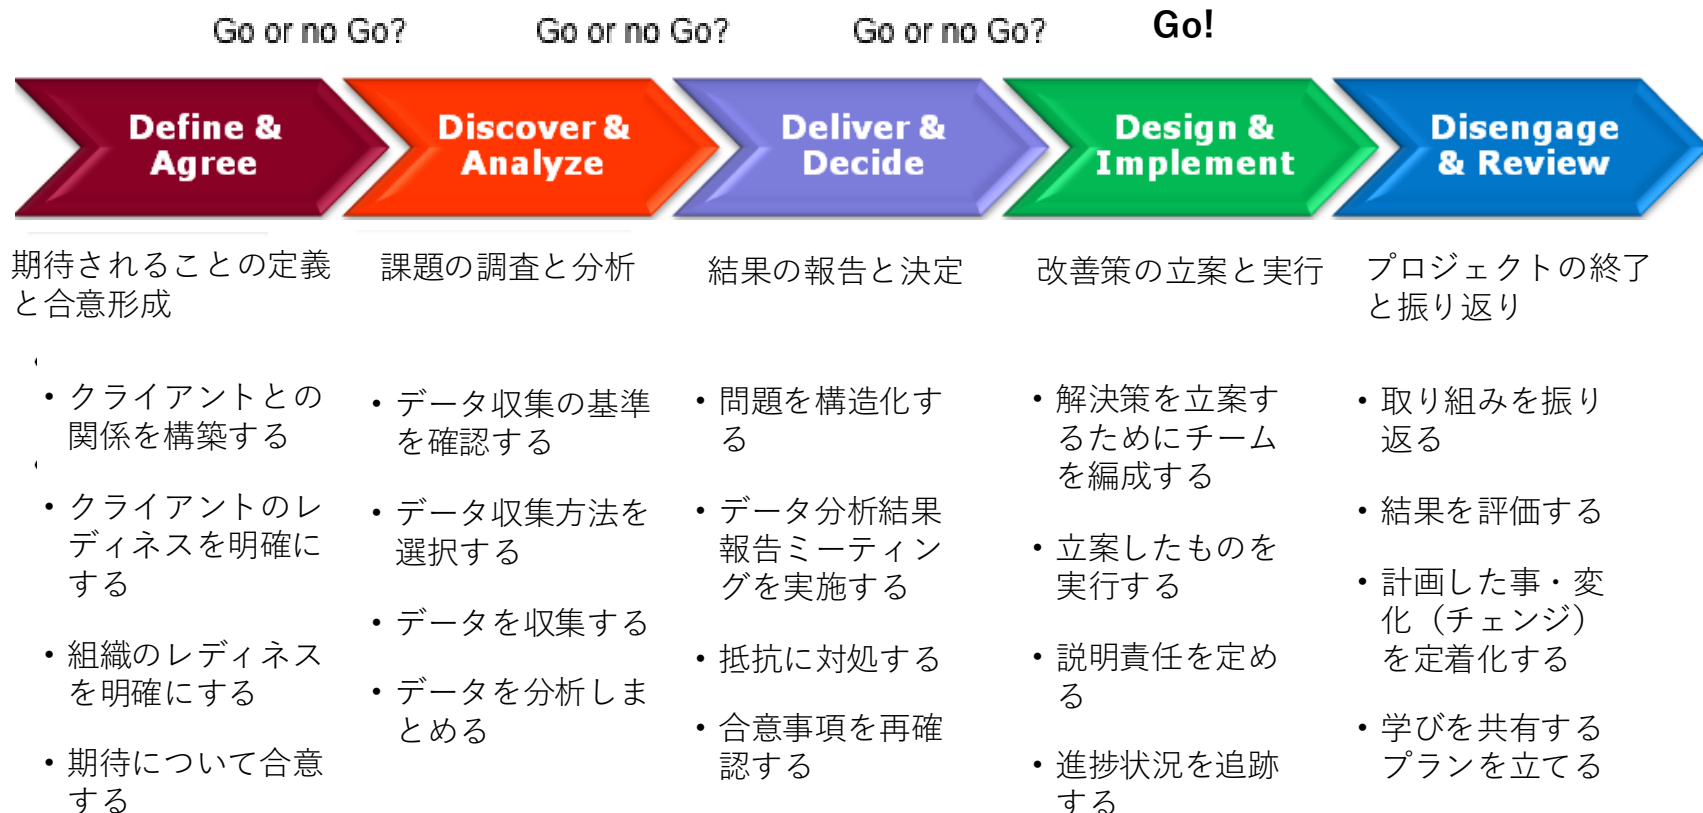 Go or no Go?
Go or no Go?
Go or no Go?
Go!
Define &
Agree
Discover &
Analyze
Deliver &
Decide
Design &
Implement
Disengage
& Review
期待されることの定義
と合意形成
課題の調査と分析
結果の報告と決定
改善策の立案と実行
プロジェクトの終了
と振り返り
• クライアントとの
関係を構築する
• クライアントのレ
ディネスを明確に
する
• 組織のレディネス
を明確にする
• 期待について合意
する
• データ収集の基準
を確認する
• データ収集方法を
選択する
• データを収集する
• データを分析しま
とめる
• 問題を構造化す
る
• データ分析結果
報告ミーティン
グを実施する
• 抵抗に対処する
• 合意事項を再確
認する
• 解決策を立案す
るためにチーム
を編成する
• 立案したものを
実行する
• 説明責任を定め
る
• 進捗状況を追跡
する
• 取り組みを振り
返る
• 結果を評価する
• 計画した事・変
化（チェンジ）
を定着化する
• 学びを共有する
プランを立てる